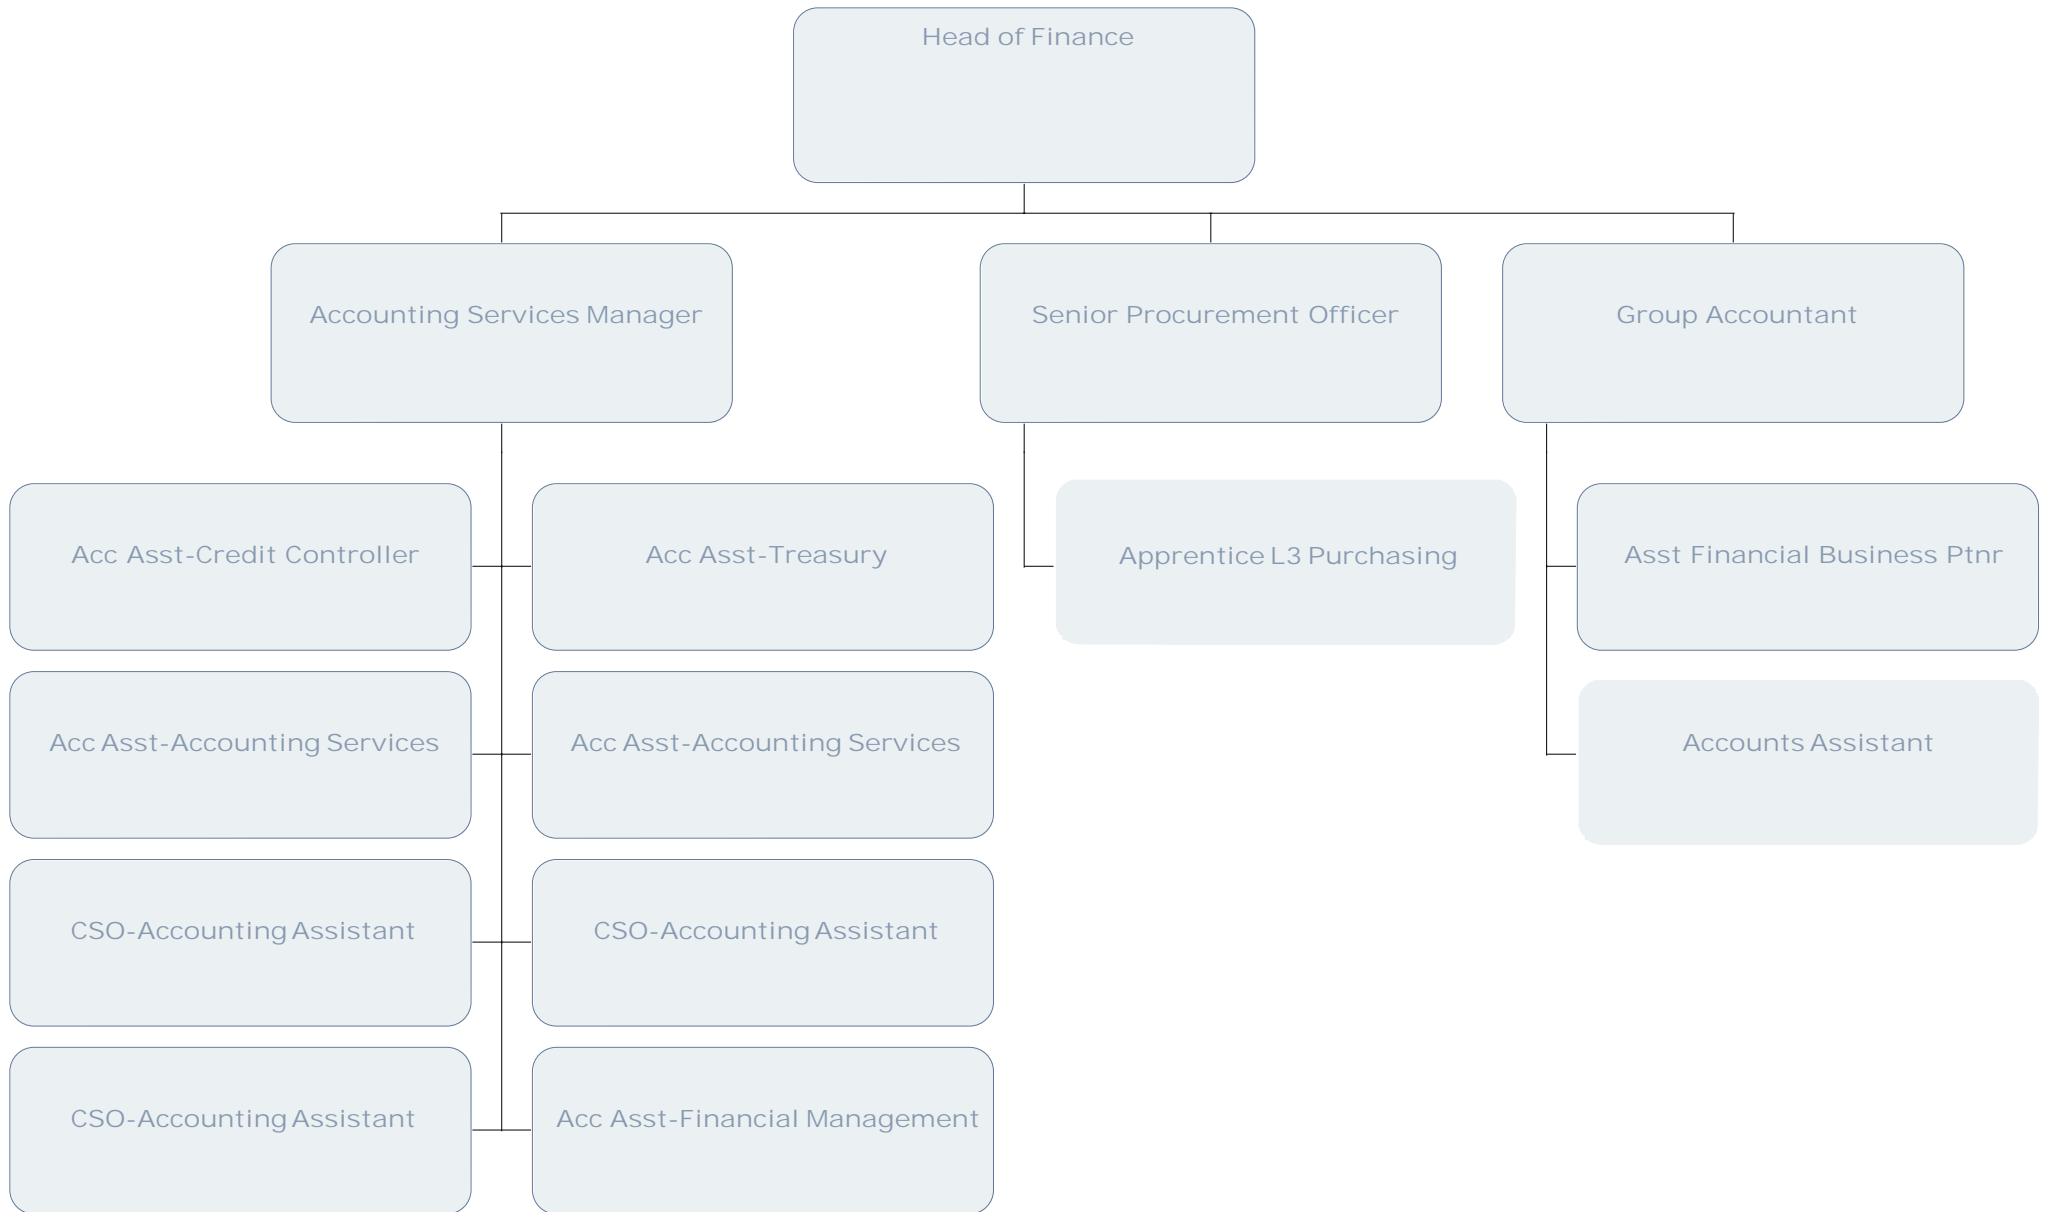 Head of Finance
Accounting Services Manager
Senior Procurement Officer
Group Accountant
Acc Asst-Credit Controller
Acc Asst-Treasury
Apprentice L3 Purchasing
Asst Financial Business Ptnr
Acc Asst-Accounting Services
Acc Asst-Accounting Services
Accounts Assistant
CSO-Accounting Assistant
CSO-Accounting Assistant
CSO-Accounting Assistant
Acc Asst-Financial Management